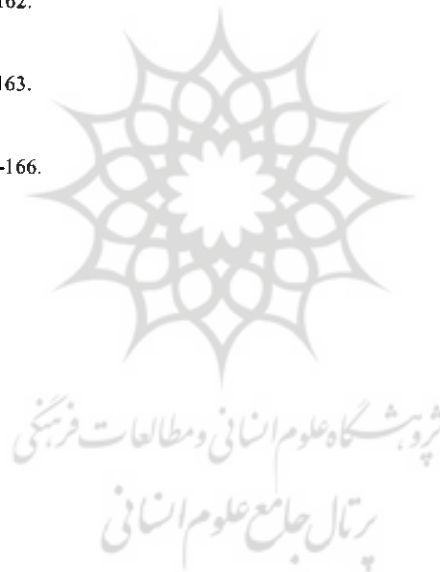 162.
163.
-166.
پژوهشگاه علوم انسانی و مطالعات فرهنگی
پرتال جامع علوم انسانی